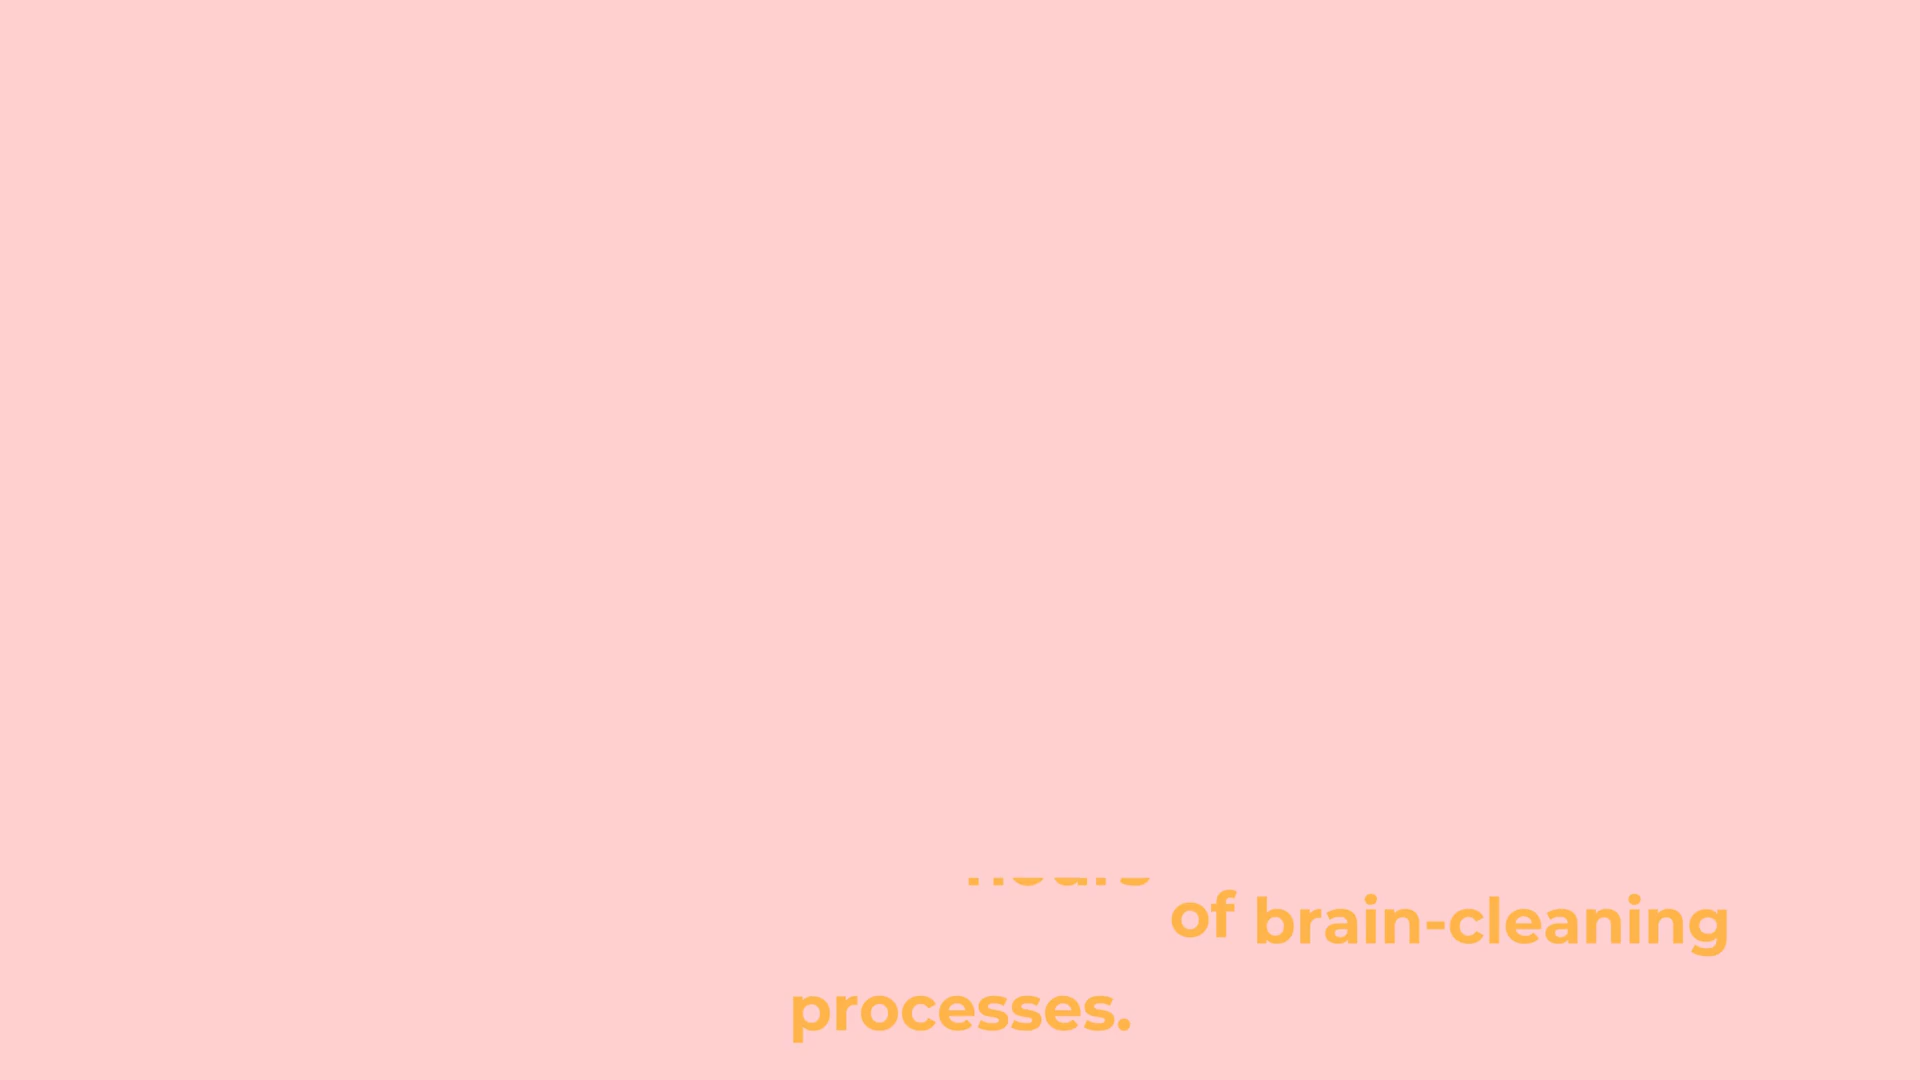 of brain-cleaning
processes.